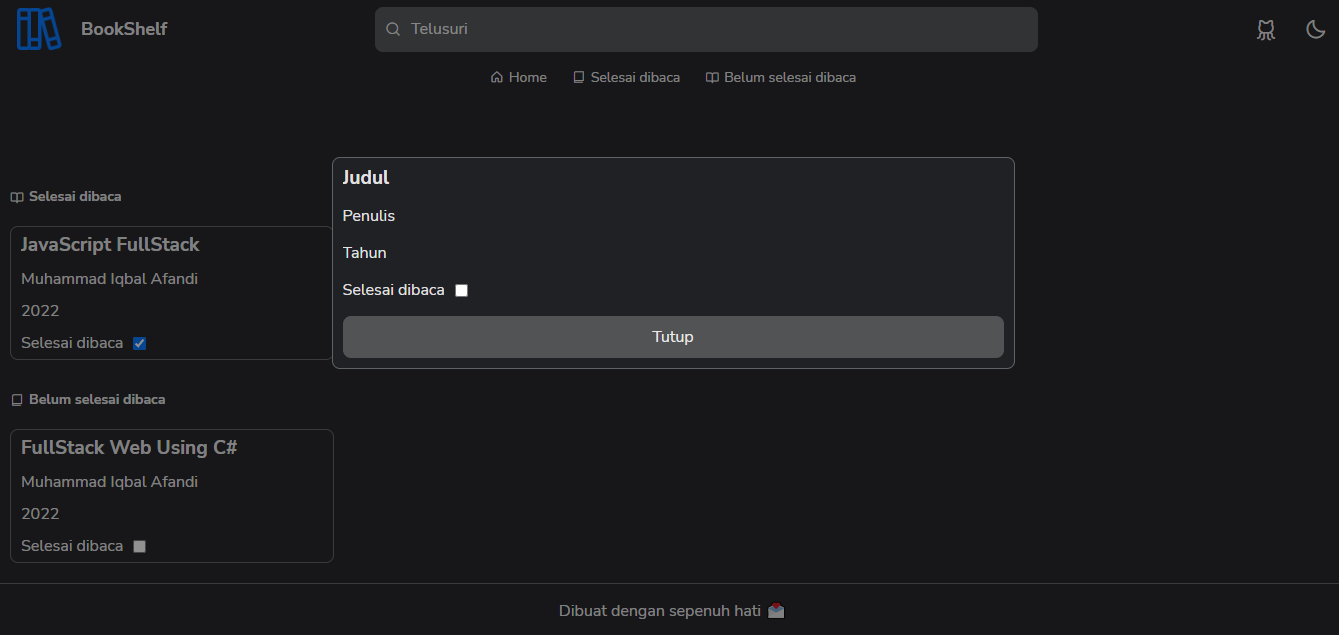 BookShelf
Telusuri
Home Selesai dibaca Belum selesai dibaca
Judul
Penulis
Tahun
Selesai dibaca
Tutup
Selesai dibaca
JavaScript FullStack
Muhammad Iqbal Afandi
2022
Selesai dibaca
Belum selesai dibaca
FullStack Web Using C#
Muhammad Iqbal Afandi
2022
Selesai dibaca
Dibuat dengan sepenuh hati 💌